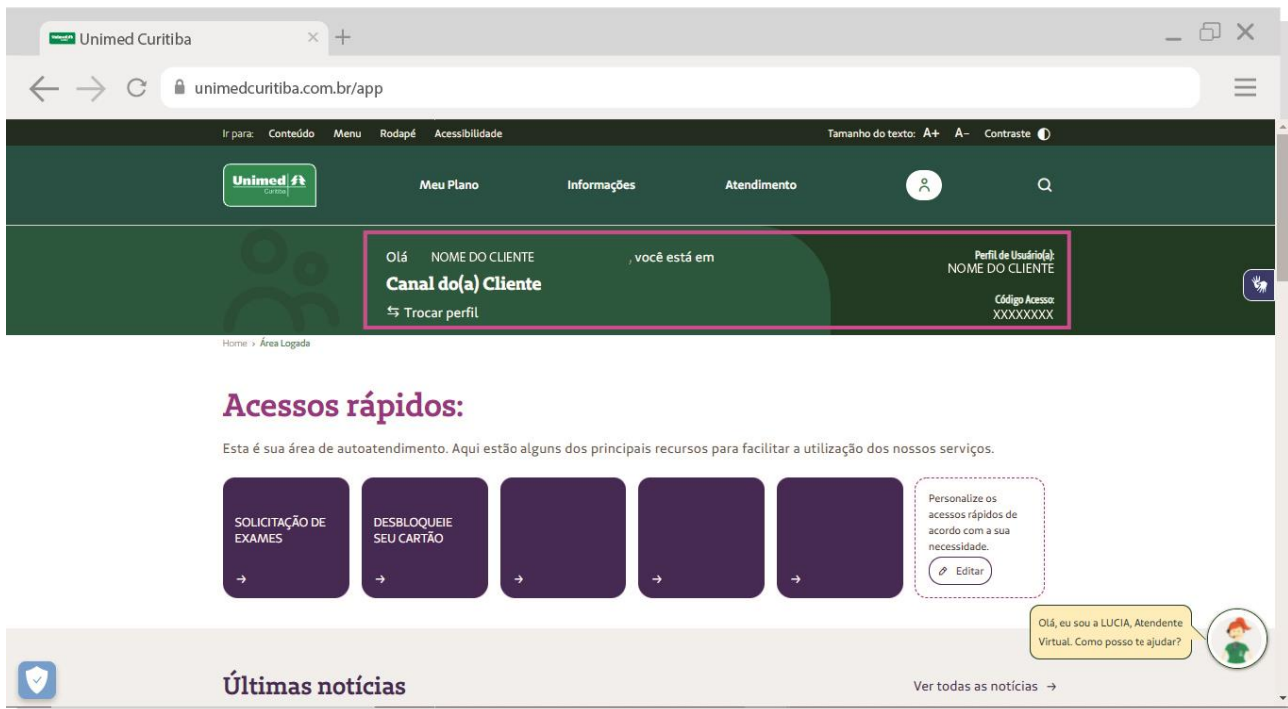 Unimed Curitiba
unimedcuritiba.com.br/app
Ir para: Conteúdo Menu Rodapé Acessibilidade
Tamanho do texto: A+ A- Contraste
Unimed
Curitiba
Meu Plano Informações Atendimento
Olá NOME DO CLIENTE , você está em
Canal do(a) Cliente
Trocar perfil
Perfil de Usuário(a):
NOME DO CLIENTE
Código Acesso:
XXXXXXXX
Home › Área Logada
Acessos rápidos:
Esta é sua área de autoatendimento. Aqui estão alguns dos principais recursos para facilitar a utilização dos nossos serviços.
SOLICITAÇÃO DE
EXAMES
DESBLOQUEIE
SEU CARTÃO
Personalize os
acessos rápidos de
acordo com a sua
necessidade.
Editar
Olá, eu sou a LUCIA, Atendente
Virtual. Como posso te ajudar?
Últimas notícias
Ver todas as notícias →